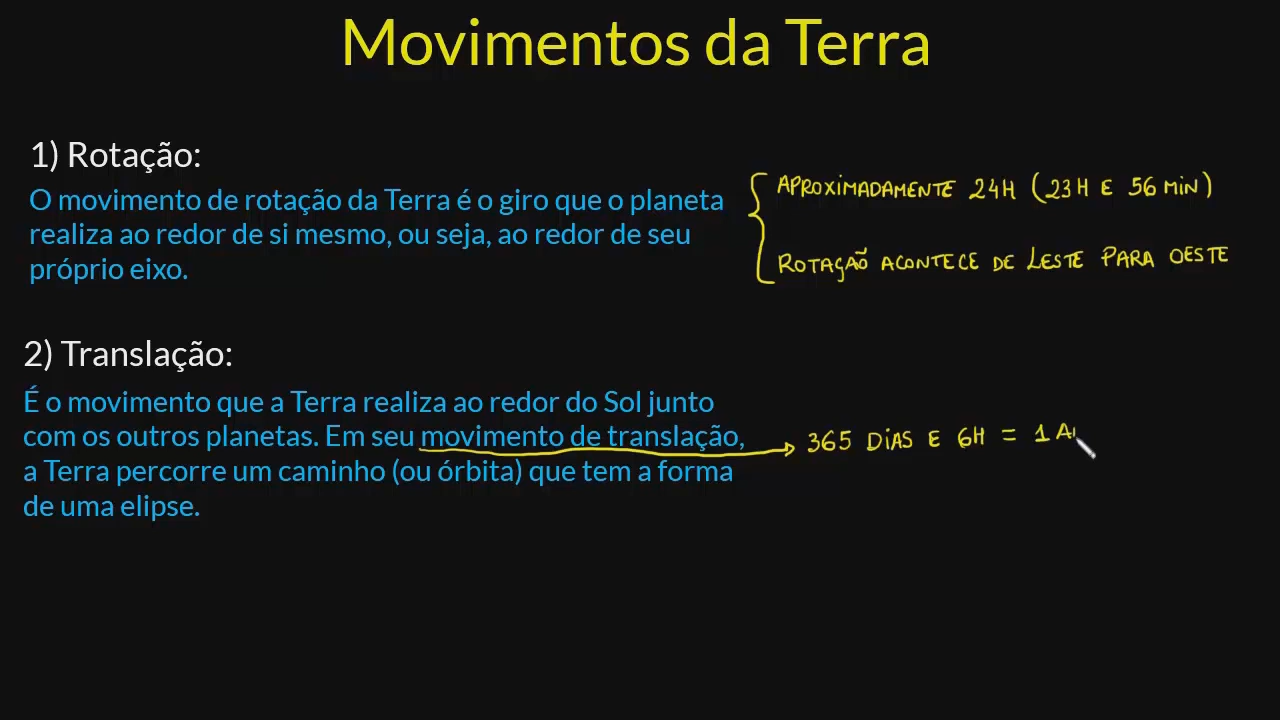 Movimentos da Terra
1) Rotação:
O movimento de rotação da Terra é o giro que o planeta
realiza ao redor de si mesmo, ou seja, ao redor de seu
próprio eixo.
APROXIMADAMENTE 24H (23H E 56 MIN)
ROTAÇÃO ACONTECE DE LESTE PARA OESTE
2) Translação:
É o movimento que a Terra realiza ao redor do Sol junto
com os outros planetas. Em seu movimento de translação,
a Terra percorre um caminho (ou órbita) que tem a forma
de uma elipse.
365 DIAS E 6H = 1